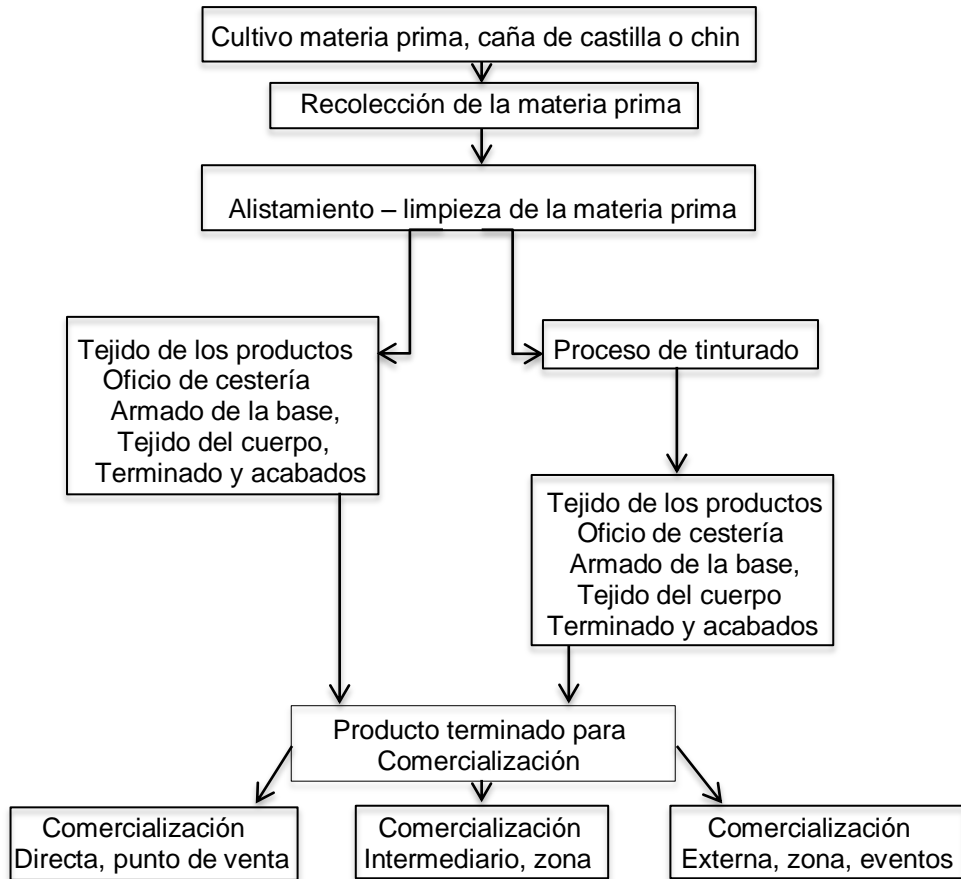 Cultivo materia prima, caña de castilla o chin
Recolección de la materia prima
Alistamiento – limpieza de la materia prima
Tejido de los productos
Oficio de cestería
Armado de la base,
Tejido del cuerpo,
Terminado y acabados
Proceso de tinturado
Tejido de los productos
Oficio de cestería
Armado de la base,
Tejido del cuerpo
Terminado y acabados
Producto terminado para
Comercialización
Comercialización
Directa, punto de venta
Comercialización
Intermediario, zona
Comercialización
Externa, zona, eventos